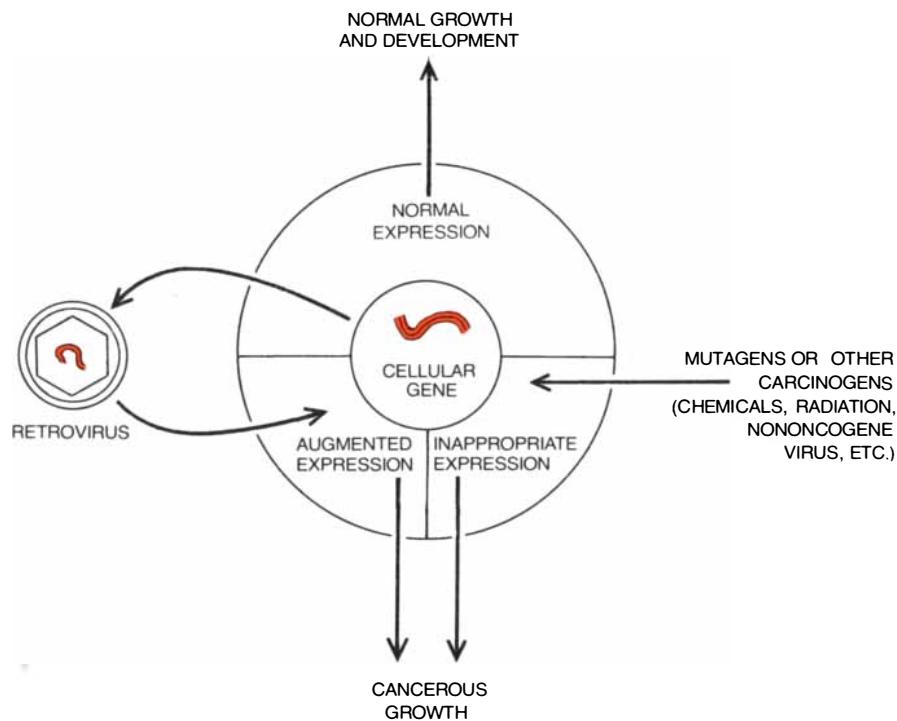 NORMAL GROWTH
AND DEVELOPMENT
NORMAL
EXPRESSION
CELLULAR
GENE
RETROVIRUS
AUGMENTED
EXPRESSION
INAPPROPRIATE
EXPRESSION
MUTAGENS OR OTHER
CARCINOGENS
(CHEMICALS, RADIATION,
NONONCOGENE
VIRUS, ETC.)
CANCEROUS
GROWTH